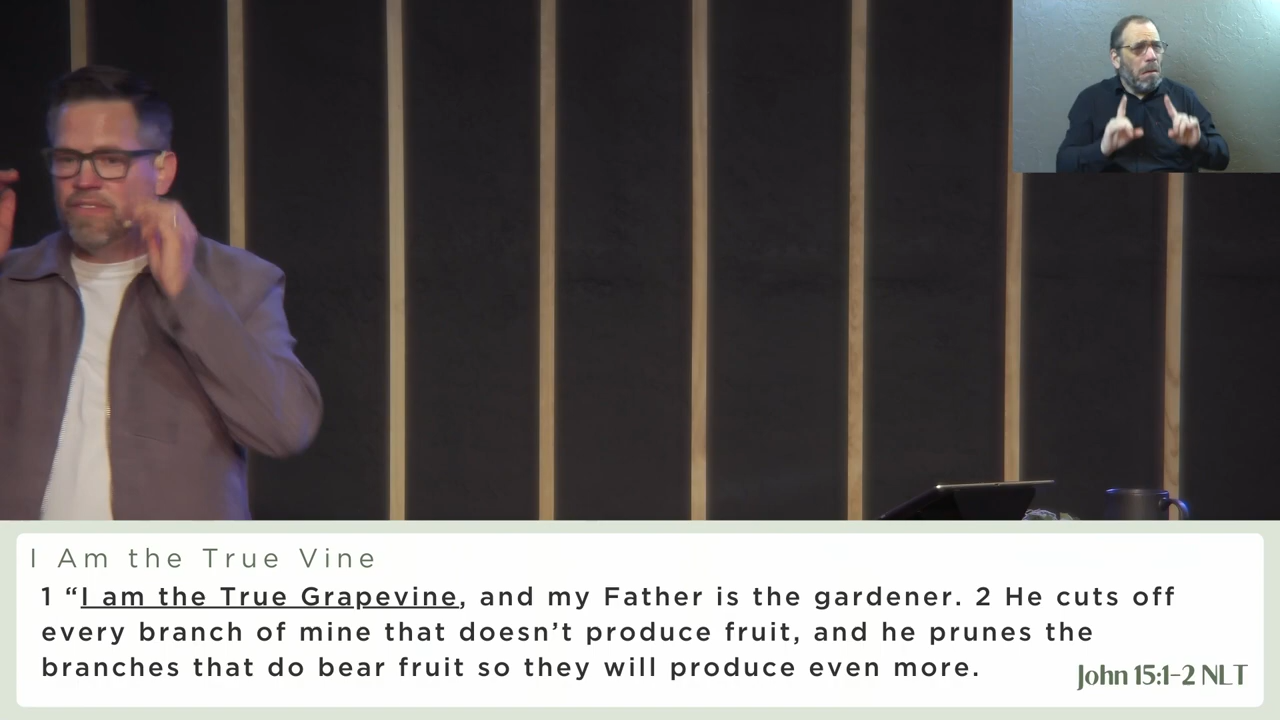 I Am the True Vine
1 “I am the True Grapevine, and my Father is the gardener. 2 He cuts off
every branch of mine that doesn’t produce fruit, and he prunes the
branches that do bear fruit so they will produce even more.
John 15:1-2 NLT